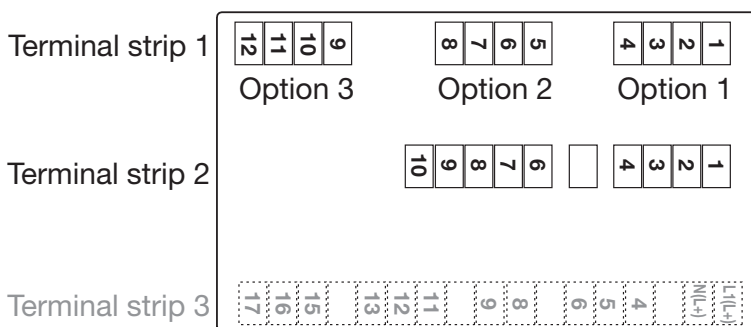 Terminal strip 1 12 11 10 9 8 7 6 5 4 3 2 1
Option 3 Option 2 Option 1
Terminal strip 2 10 9 8 7 6 4 3 2 1
Terminal strip 3 17 16 15 13 12 11 9 8 6 5 4 N(L+) L1(L+)